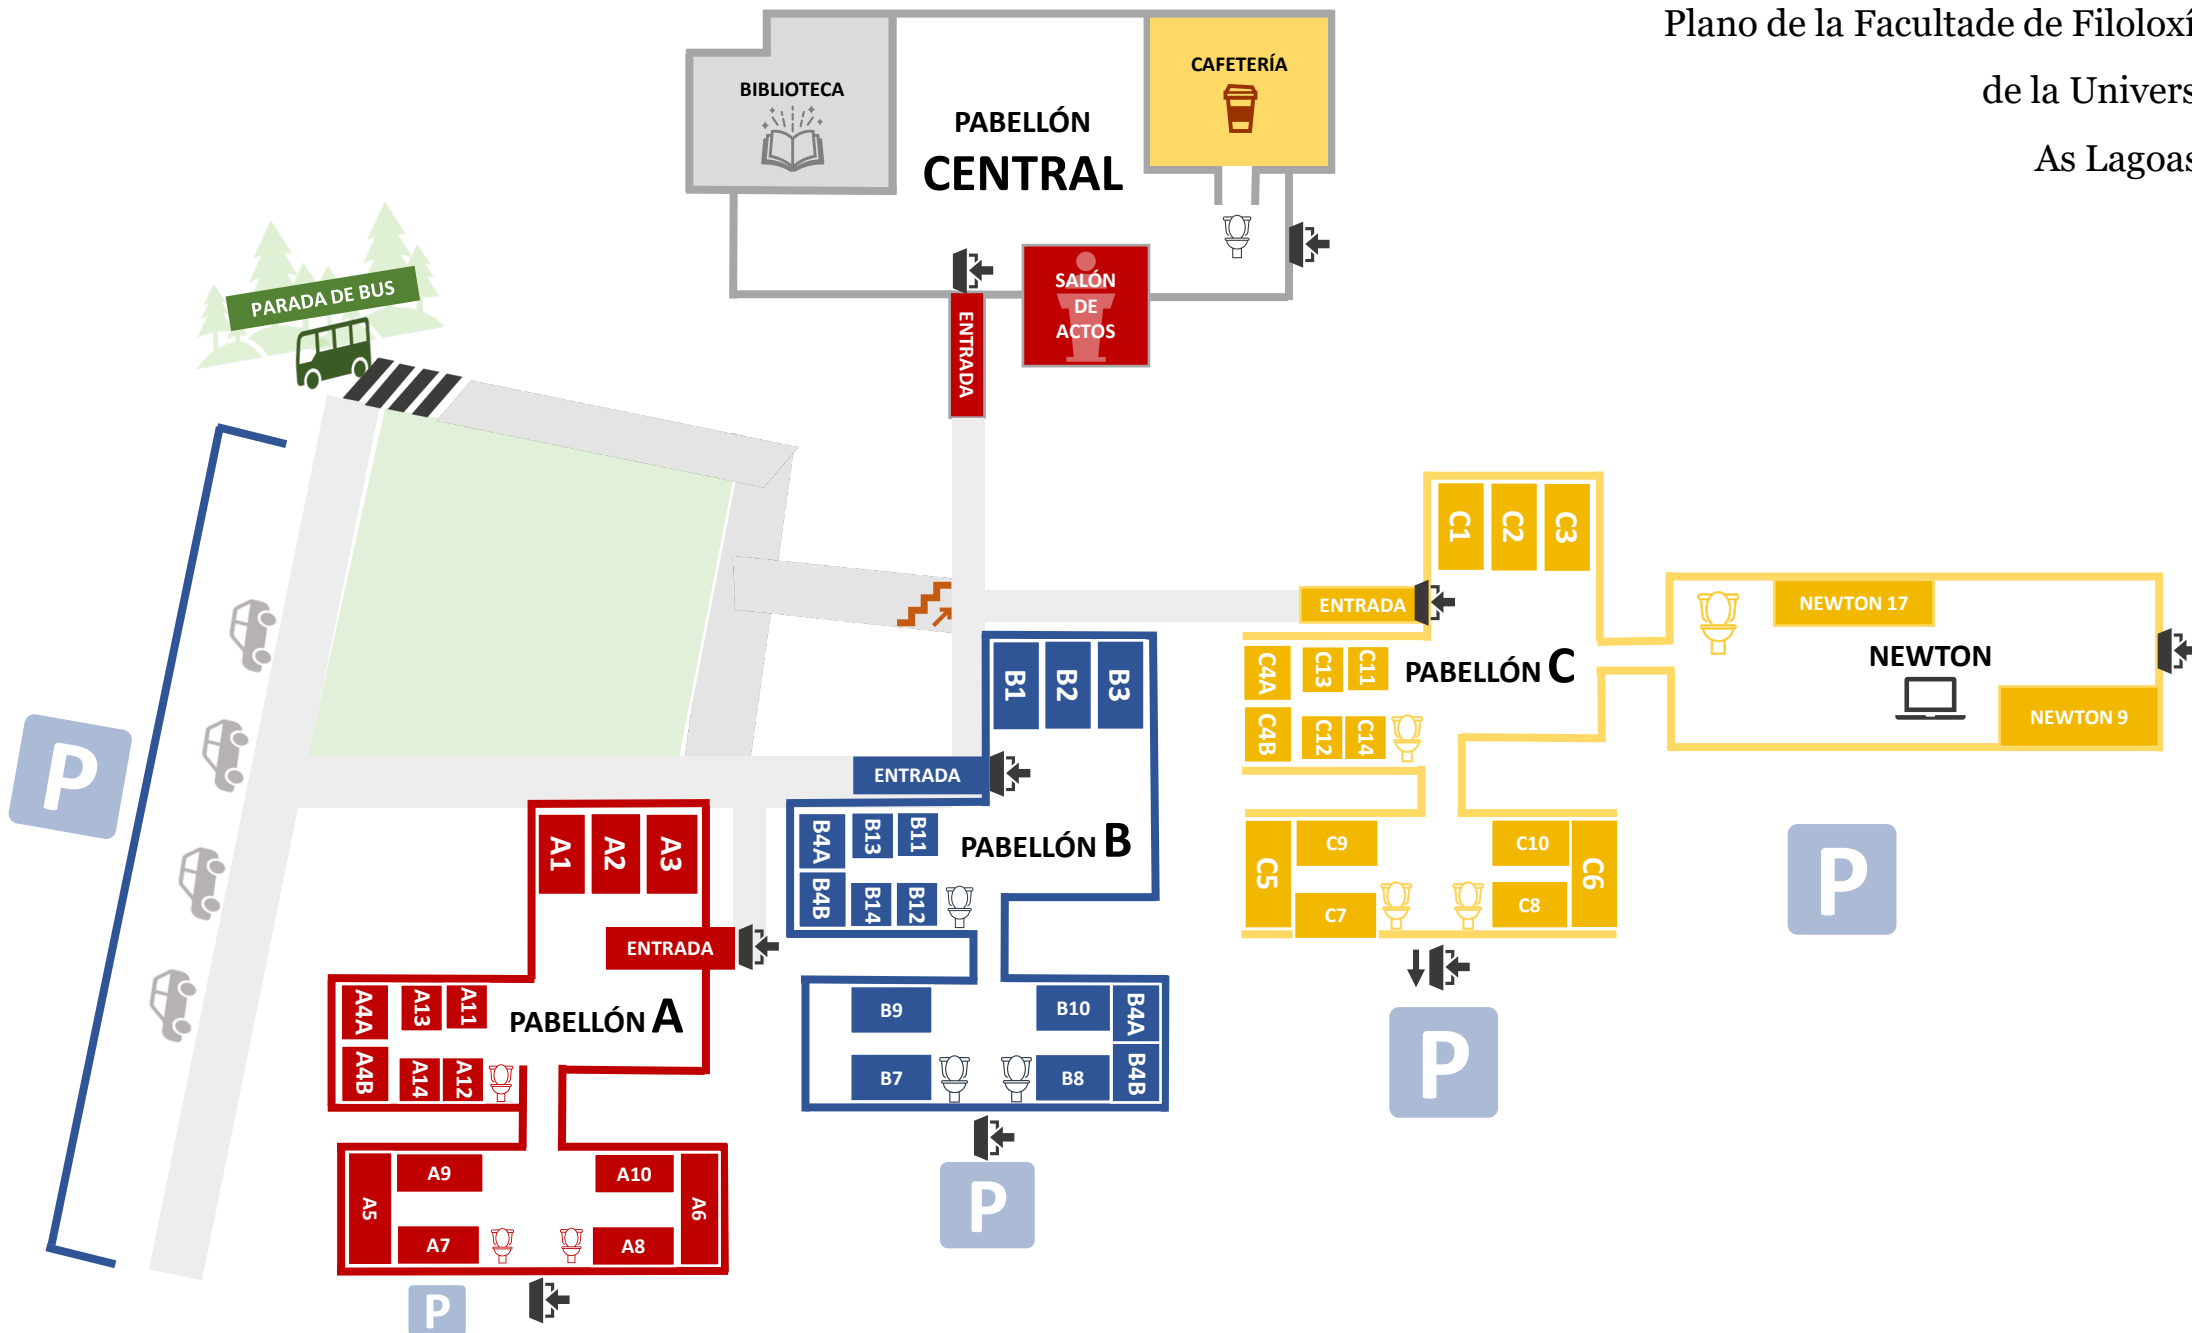 Plano de la Facultade de Filoloxí
de la Univers
As Lagoas
BIBLIOTECA
PABELLÓN
CENTRAL
CAFETERÍA
SALÓN
DE
ACTOS
ENTRADA
PARADA DE BUS
P
ENTRADA
C1
C2
C3
C4A
C13
C11
PABELLÓN C
C4B
C12
C14
C5
C9
C10
C6
C7
C8
NEWTON 17
NEWTON
NEWTON 9
P
P
ENTRADA
B1
B2
B3
B4A
B13
B11
PABELLÓN B
B4B
B14
B12
B9
B10
B4A
B7
B8
B4B
P
A1
A2
A3
ENTRADA
A4A
A13
A11
PABELLÓN A
A4B
A14
A12
A5
A9
A10
A6
A7
A8
P